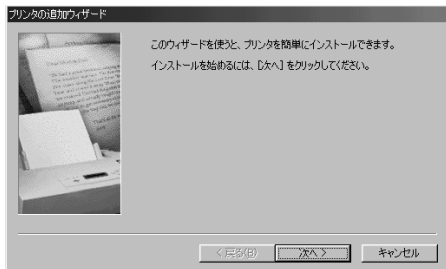 プリンタの追加ウィザード
このウィザードを使うと、プリンタを簡単にインストールできます。
インストールを始めるには、[次へ] をクリックしてください。
< 戻る(B)
次へ >
キャンセル